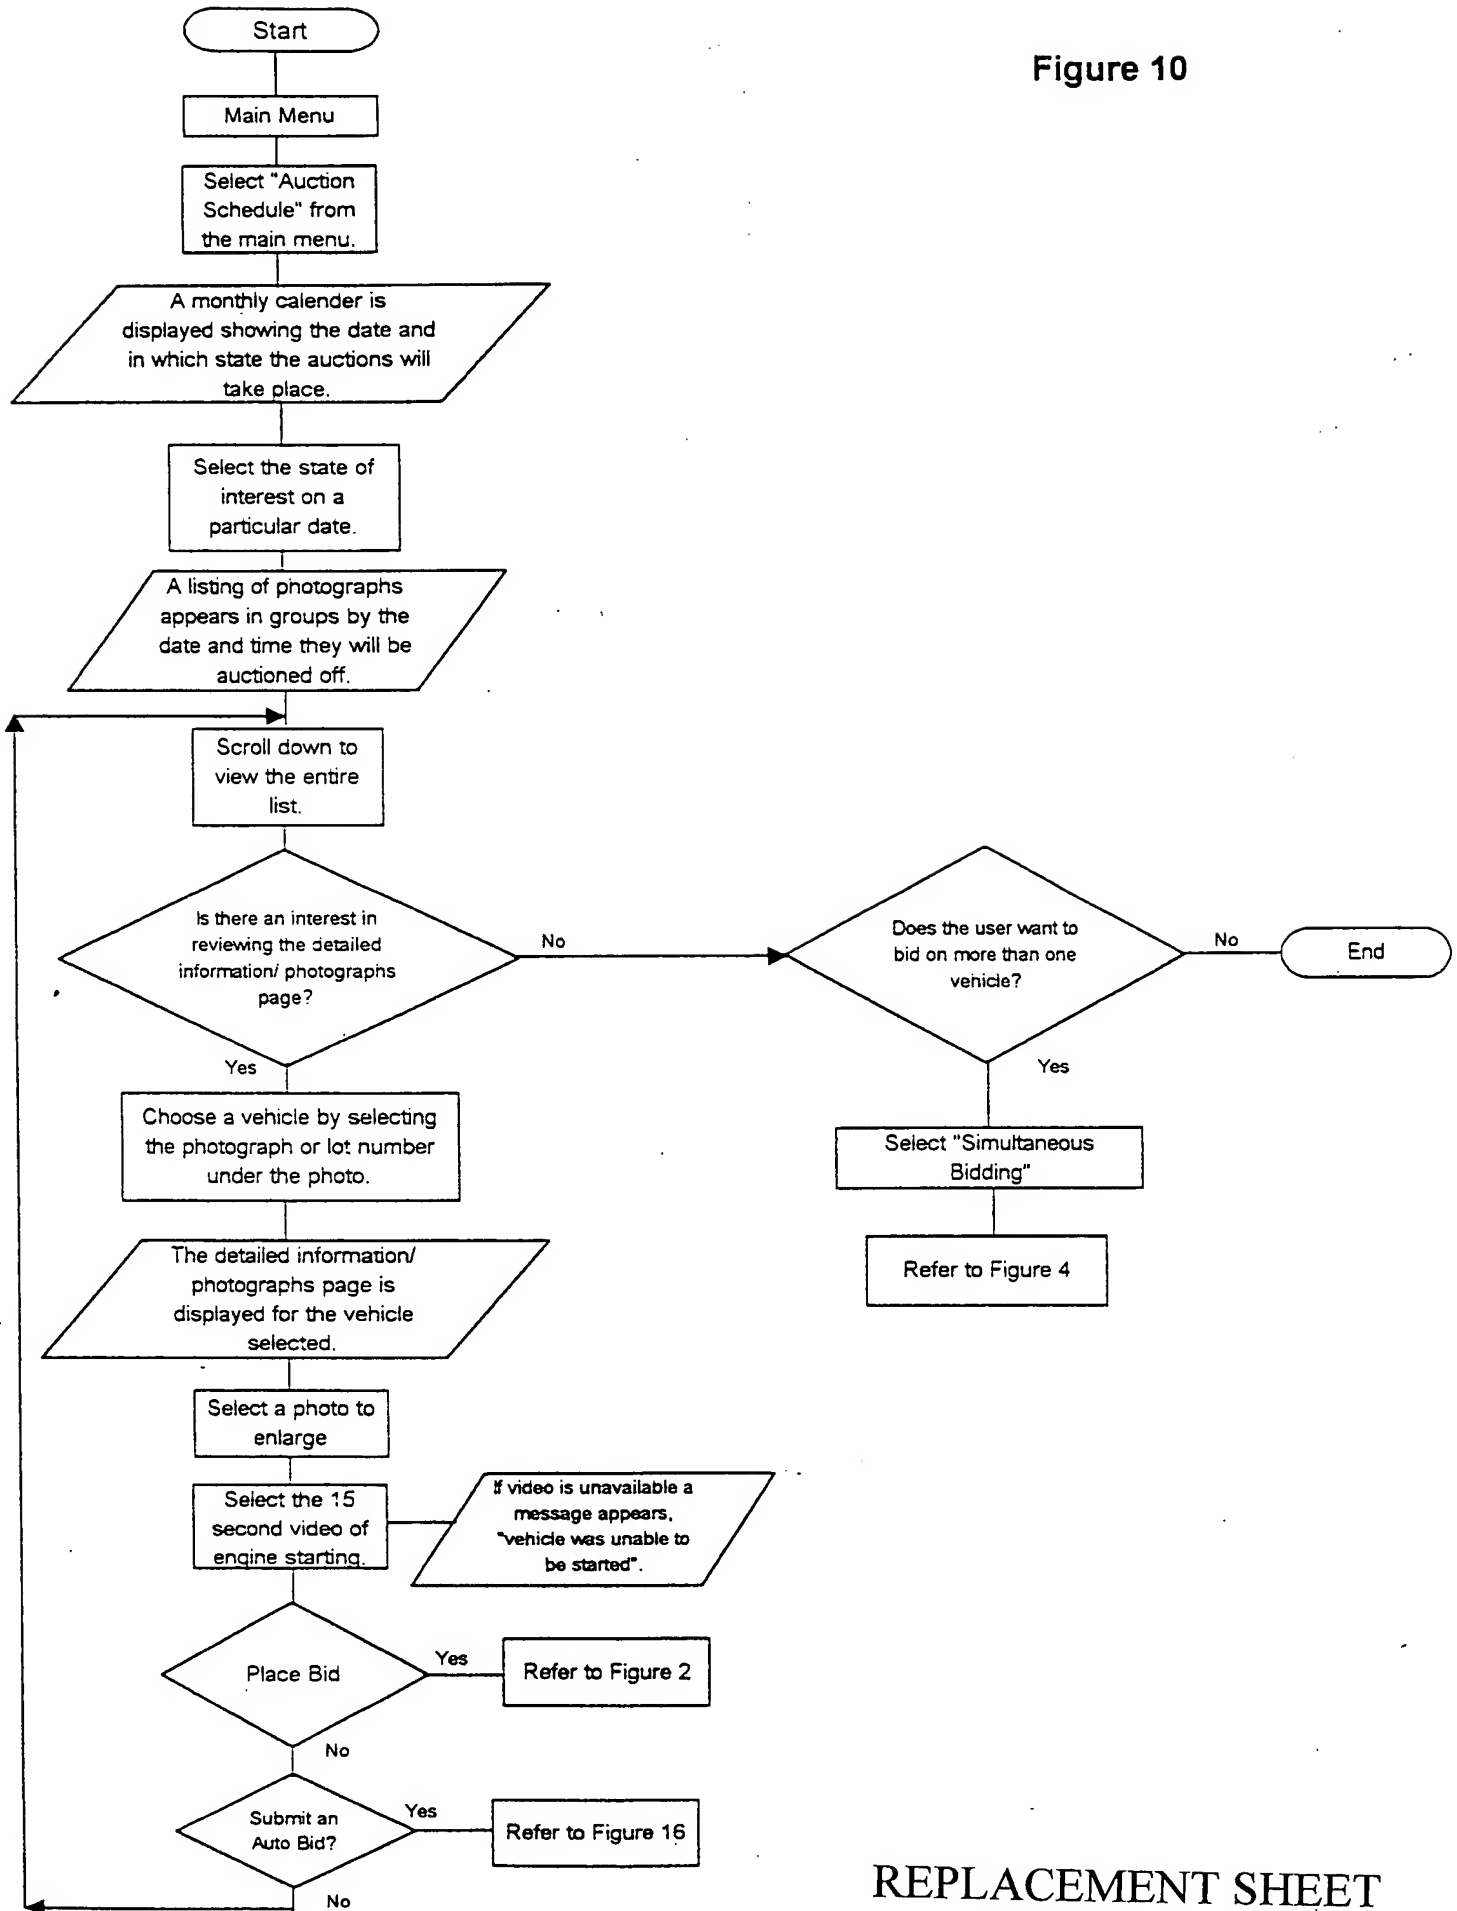 Start
Figure 10
Main Menu
Select "Auction
Schedule" from
the main menu.
A monthly calender is
displayed showing the date and
in which state the auctions will
take place.
Select the state of
interest on a
particular date.
A listing of photographs
appears in groups by the
date and time they will be
auctioned off.
Scroll down to
view the entire
list.
Is there an interest in
reviewing the detailed
information/ photographs
page?
No
Does the user want to
bid on more than one
vehicle?
No
End
Yes
Yes
Choose a vehicle by selecting
the photograph or lot number
under the photo.
Select "Simultaneous
Bidding"
Refer to Figure 4
The detailed information/
photographs page is
displayed for the vehicle
selected.
Select a photo to
enlarge
Select the 15
second video of
engine starting.
If video is unavailable a
message appears,
"vehicle was unable to
be started".
Place Bid
Yes
Refer to Figure 2
No
Submit an
Auto Bid?
Yes
Refer to Figure 16
No
REPLACEMENT SHEET